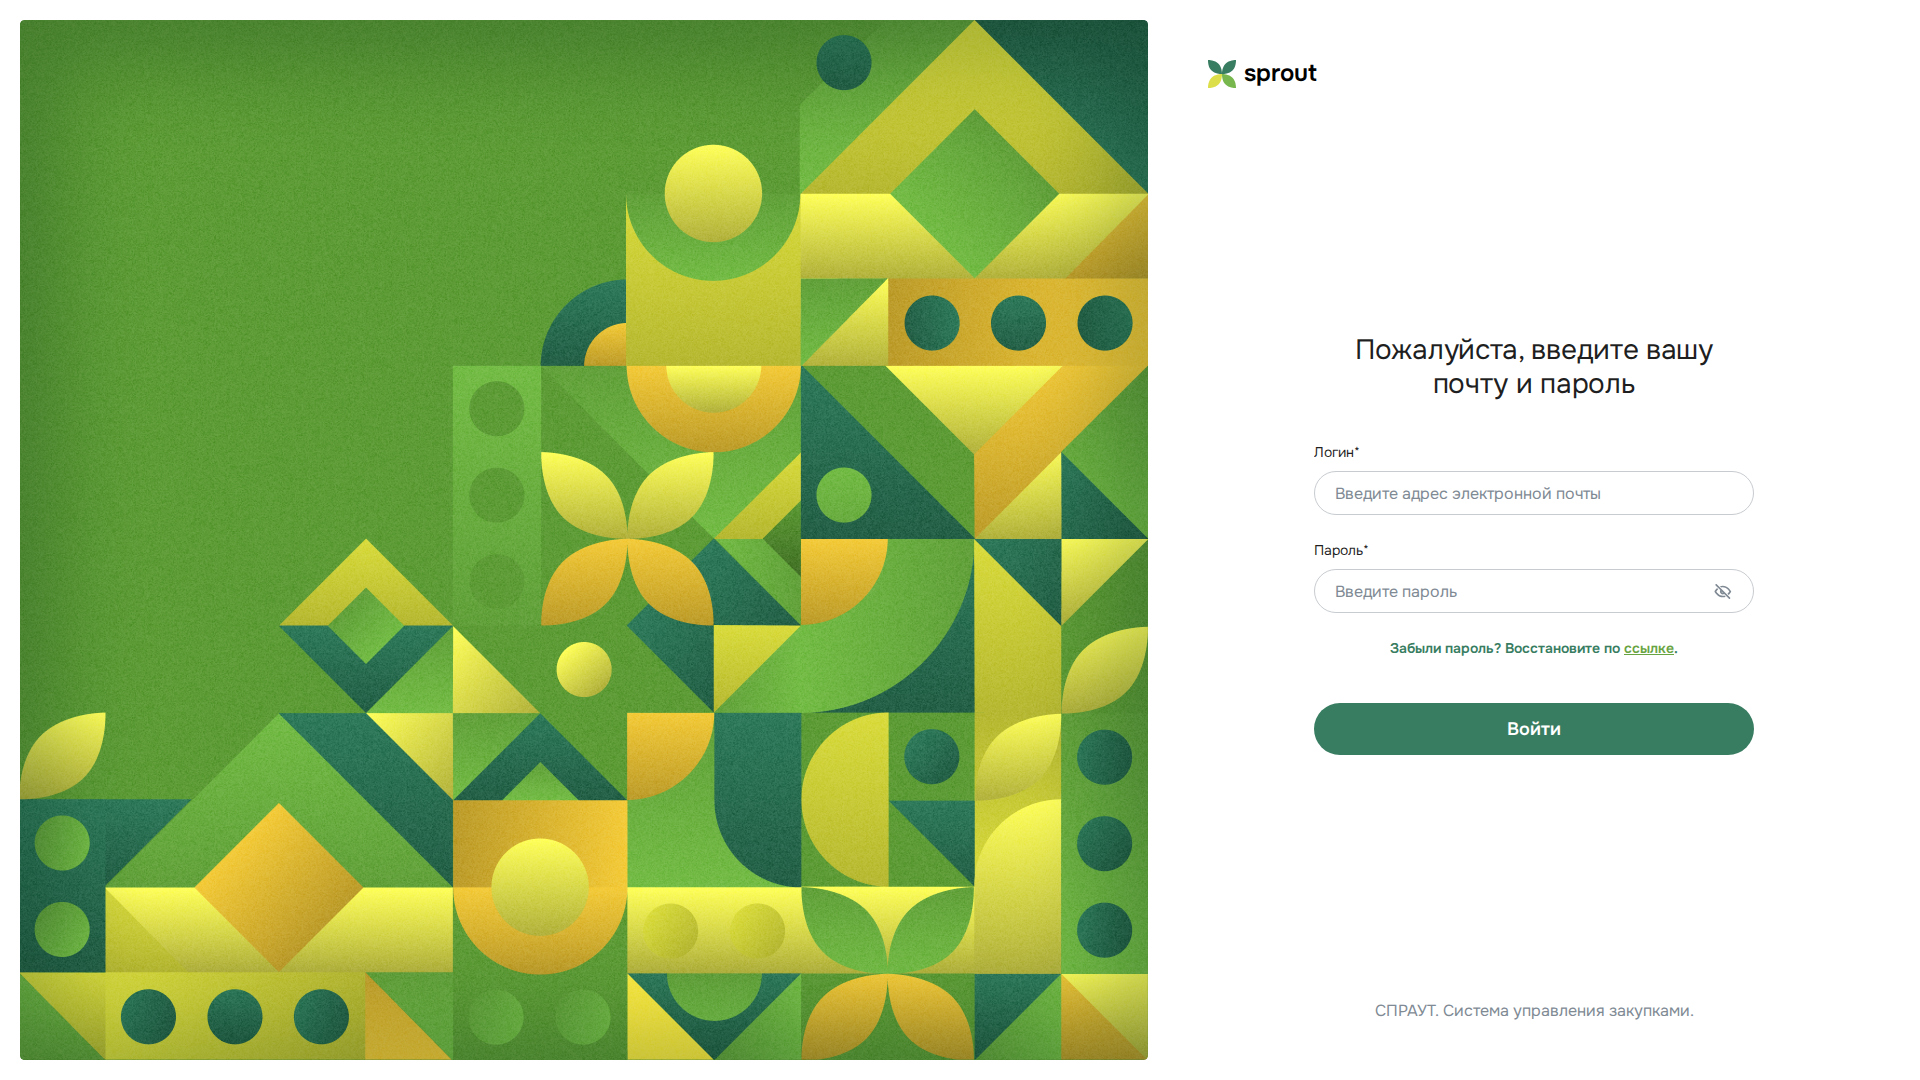 sprout
Пожалуйста, введите вашу
почту и пароль
Логин*
Введите адрес электронной почты
Пароль*
Введите пароль
Забыли пароль? Восстановите по ссылке.
Войти
СПРАУТ. Система управления закупками.